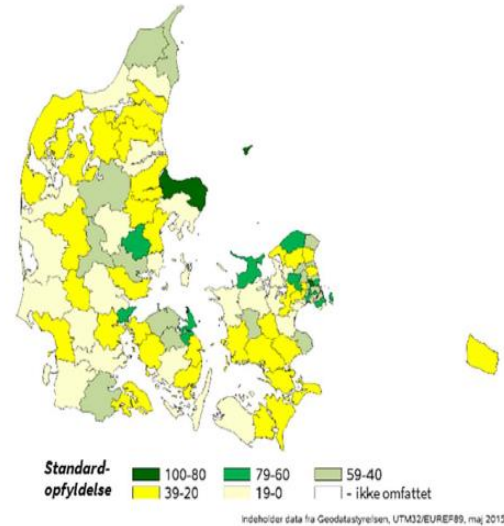 Standard-
opfyldelse
100-80
79-60
59-40
39-20
19-0
- ikke omfattet
Indeholder data fra Geodatastyrelsen, UTM32/EUREF89, maj 2015